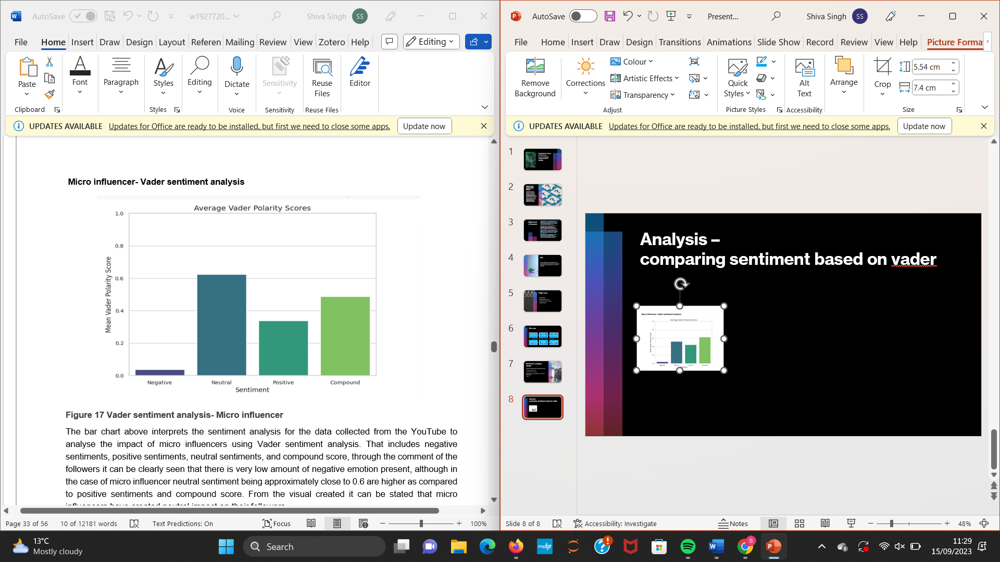 AutoSave
w1927720...
Shiva Singh
SS
File Home Insert Draw Design Layout Referen Mailing Review View Zotero Help
Editing
Paste
Font
Paragraph
Styles
Editing
Dictate
Sensitivity
Reuse Files
Editor
Clipboard
Styles
Voice
Sensitivity
Reuse Files
UPDATES AVAILABLE Updates for Office are ready to be installed, but first we need to close some apps. Update now
Micro influencer- Vader sentiment analysis
Average Vader Polarity Scores
1.0
0.8
0.6
0.4
0.2
0.0
Mean Vader Polarity Score
Negative Neutral Positive Compound
Sentiment
Figure 17 Vader sentiment analysis- Micro influencer
The bar chart above interprets the sentiment analysis for the data collected from the YouTube to
analyse the impact of micro influencers using Vader sentiment analysis. That includes negative
sentiments, positive sentiments, neutral sentiments, and compound score, through the comment of the
followers it can be clearly seen that there is very low amount of negative emotion present, although in
the case of micro influencer neutral sentiment being approximately close to 0.6 are higher as compared
to positive sentiments and compound score. From the visual created it can be stated that micro
Page 33 of 56 10 of 12181 words Text Predictions: On Focus 100%
AutoSave
Present...
Shiva Singh
SS
File Home Insert Draw Design Transitions Animations Slide Show Record Review View Help Picture Forma
Remove Background
Corrections
Colour
Artistic Effects
Transparency
Quick Styles
Alt Text
Arrange
Crop
5.54 cm
7.4 cm
Adjust
Picture Styles
Accessibility
Size
UPDATES AVAILABLE Updates for Office are ready to be installed, but first we need to close some apps. Update now
1
2
3
4
5
6
7
8
Analysis –
comparing sentiment based on vader
Nano influencer- Vader sentiment analysis
Average Vader Polarity Scores
Slide 8 of 8 Accessibility: Investigate Notes 48%
13°C
Mostly cloudy
Search
myhp
S
11:29
15/09/2023